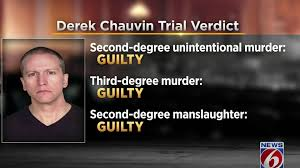 Derek Chauvin Trial Verdict
Second-degree unintentional murder:
GUILTY
Third-degree murder:
GUILTY
Second-degree manslaughter:
GUILTY
NEWS
6